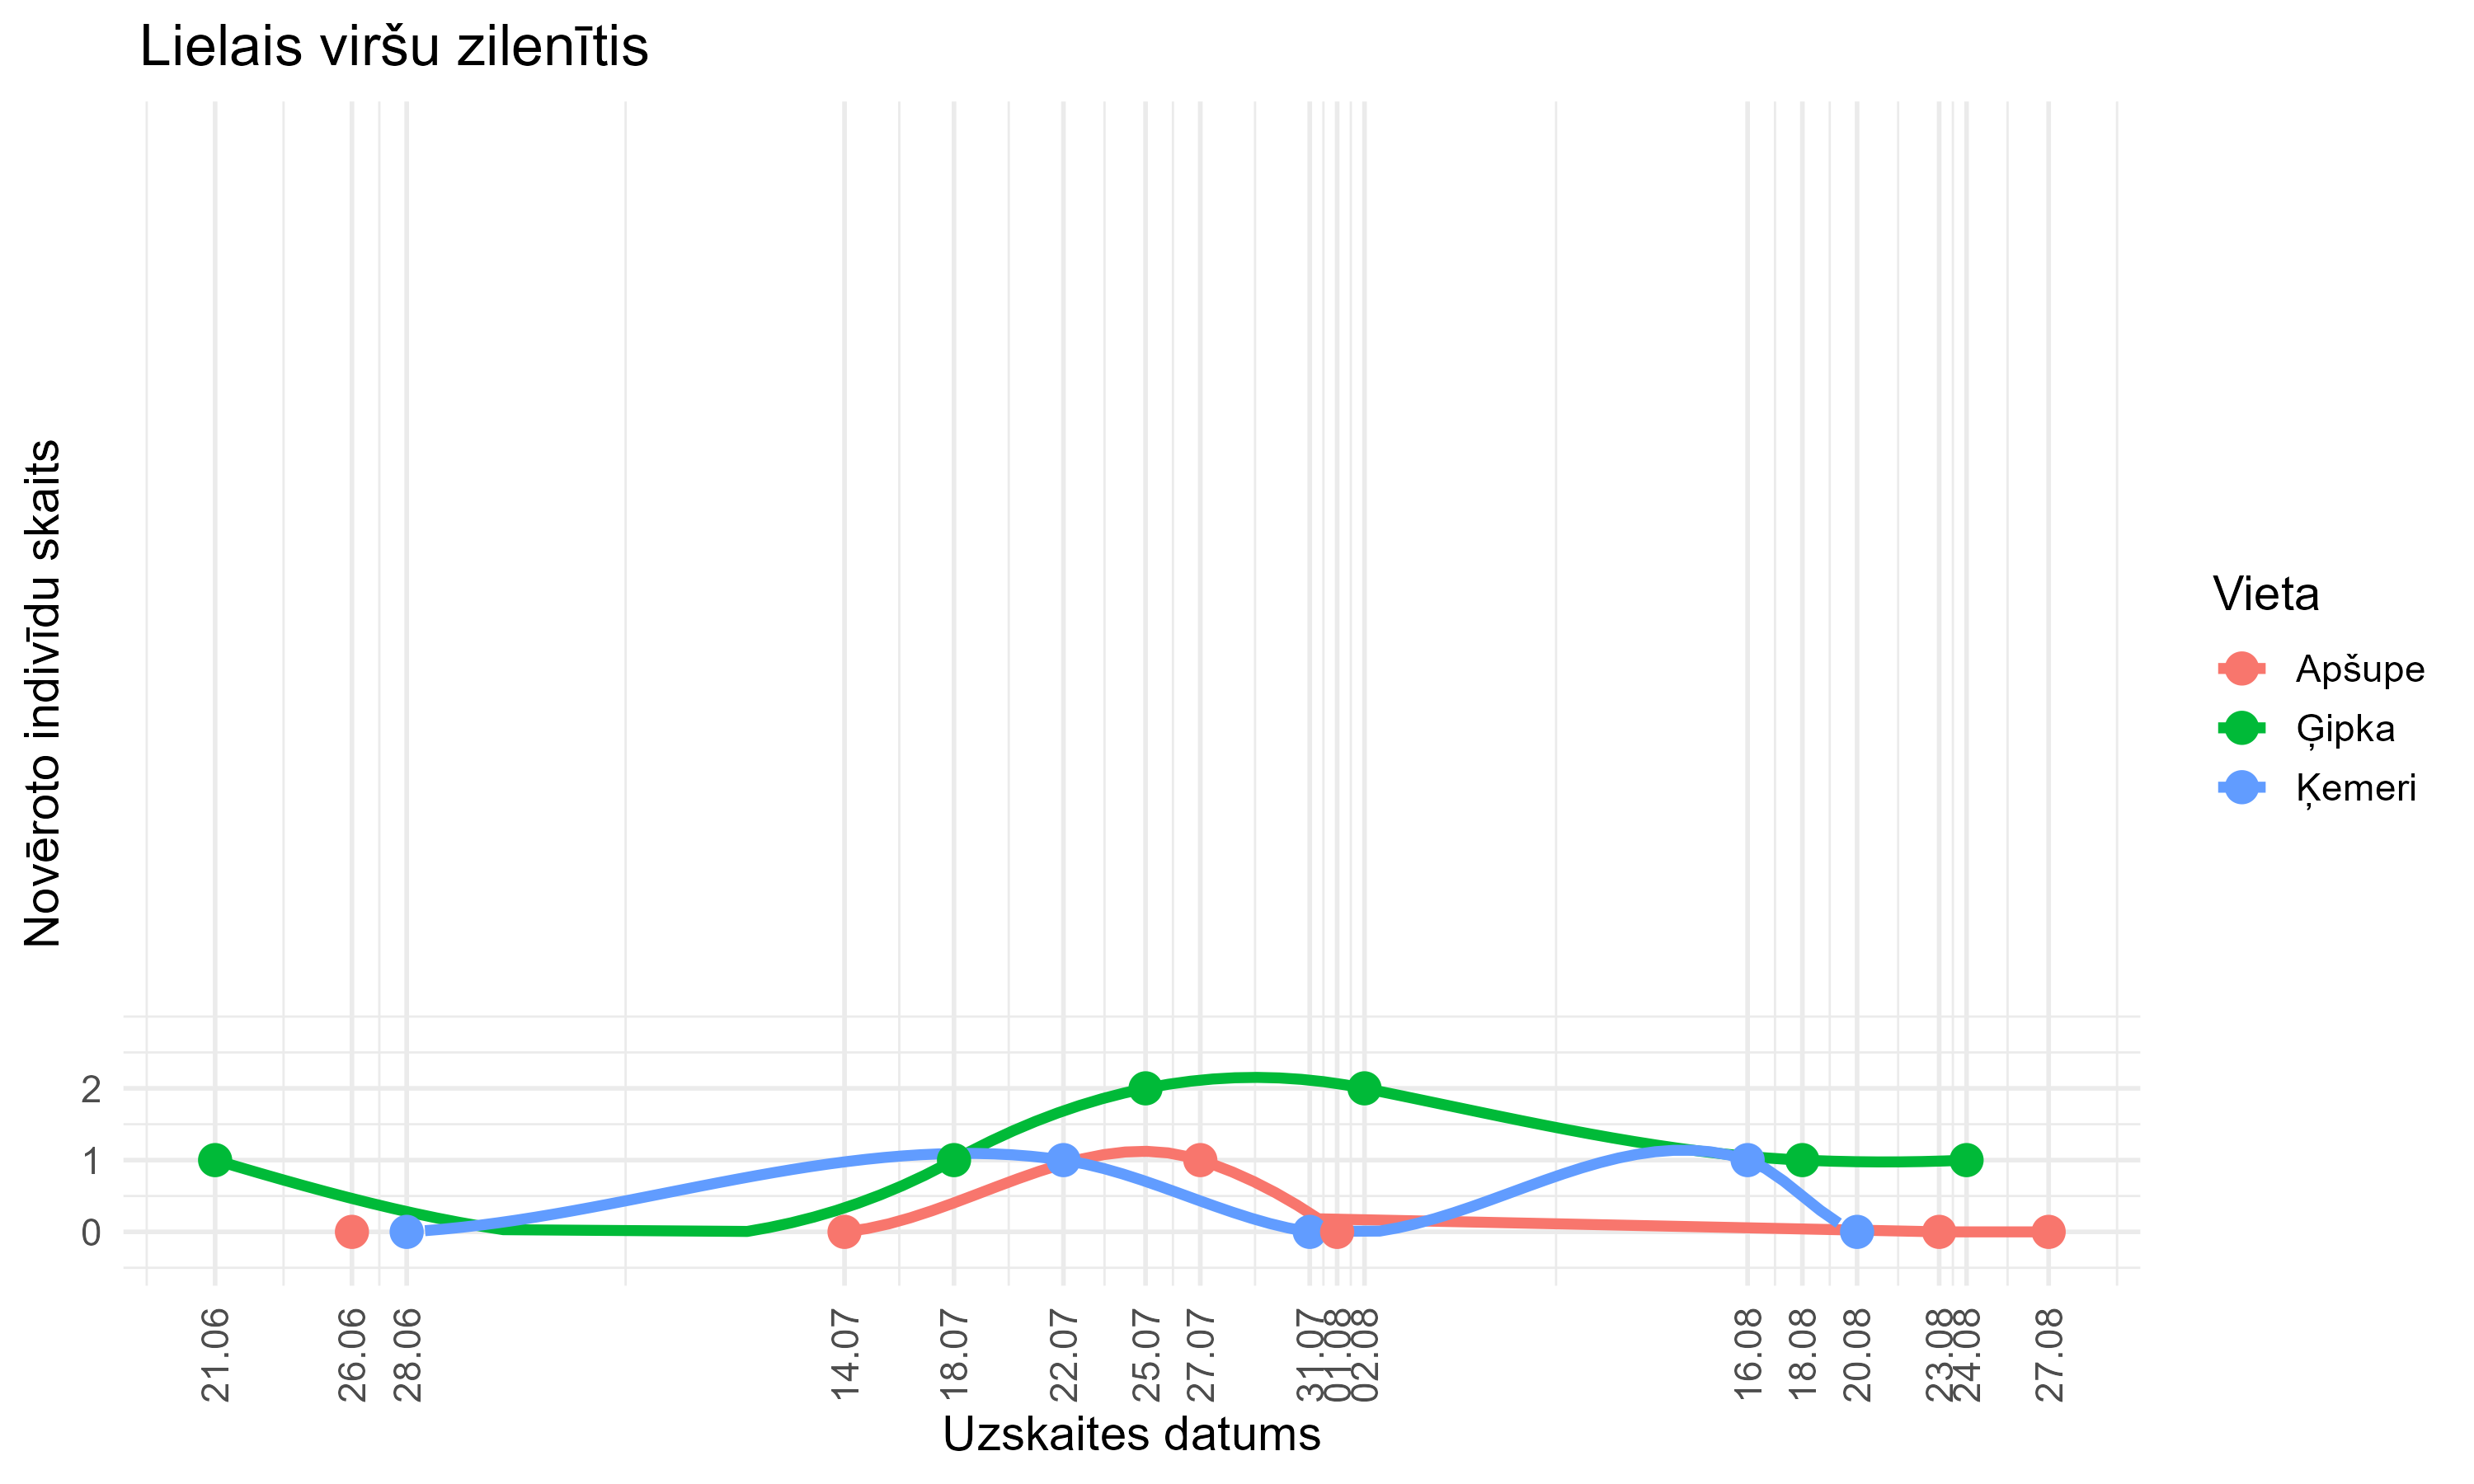 Lielais viršu zilenītis
Novēroto indivīdu skaits
2
1
0
21.06
26.06
28.06
14.07
18.07
22.07
25.07
27.07
31.07
01.08
02.08
16.08
18.08
20.08
23.08
24.08
27.08
Uzskaites datums
Vieta
Apšupe
Ģipka
Ķemeri